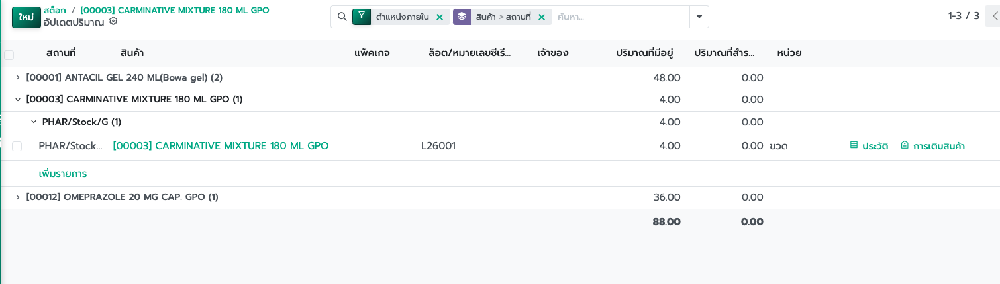 ใหม่
สต็อก / [00003] CARMINATIVE MIXTURE 180 ML GPO
อัปเดตปริมาณ
ตำแหน่งภายใน สินค้า > สถานที่ ค้นหา...
1-3 / 3
สถานที่ สินค้า แพ็คเกจ ล็อต/หมายเลขซีเรี... เจ้าของ ปริมาณที่มีอยู่ ปริมาณที่สำร... หน่วย
[00001] ANTACIL GEL 240 ML(Bowa gel) (2) 48.00 0.00
[00003] CARMINATIVE MIXTURE 180 ML GPO (1) 4.00 0.00
PHAR/Stock/G (1) 4.00 0.00
PHAR/Stock... [00003] CARMINATIVE MIXTURE 180 ML GPO L26001 4.00 0.00 ขวด ประวัติ การเติมสินค้า
เพิ่มรายการ
[00012] OMEPRAZOLE 20 MG CAP. GPO (1) 36.00 0.00
88.00 0.00